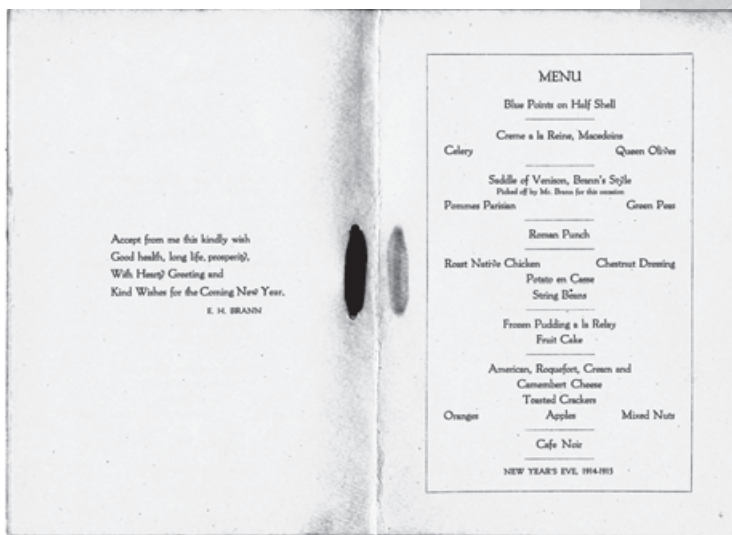 Accept from me this kindly wish
Good health, long life, prosperity,
With Hearty Greeting and
Kind Wishes for the Coming New Year,
E. H. BRANN
MENU
Blue Points on Half Shell
Creme a la Reine, Macedoins
Celery Queen Olives
Saddle of Venison, Brann's Style
Picked off by Mr. Brann for this occasion
Pommes Parisian Green Peas
Roman Punch
Roast Native Chicken Chestnut Dressing
Potato en Casse
String Beans
Frozen Pudding a la Relay
Fruit Cake
American, Roquefort, Cream and
Camembert Cheese
Toasted Crackers
Oranges Apples Mixed Nuts
Cafe Noir
NEW YEAR'S EVE, 1914-1915